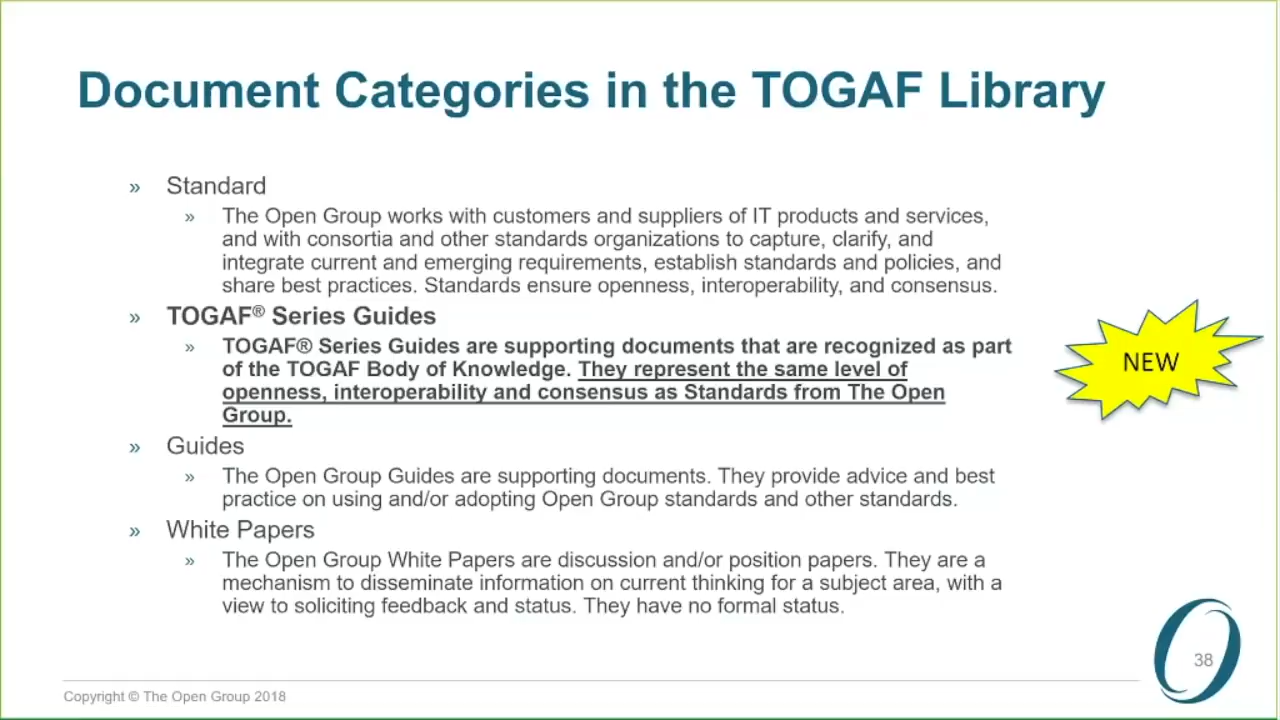 Document Categories in the TOGAF Library
» Standard
» The Open Group works with customers and suppliers of IT products and services,
and with consortia and other standards organizations to capture, clarify, and
integrate current and emerging requirements, establish standards and policies, and
share best practices. Standards ensure openness, interoperability, and consensus.
» TOGAF® Series Guides
» TOGAF® Series Guides are supporting documents that are recognized as part
of the TOGAF Body of Knowledge. They represent the same level of
openness, interoperability and consensus as Standards from The Open
Group.
NEW
» Guides
» The Open Group Guides are supporting documents. They provide advice and best
practice on using and/or adopting Open Group standards and other standards.
» White Papers
» The Open Group White Papers are discussion and/or position papers. They are a
mechanism to disseminate information on current thinking for a subject area, with a
view to soliciting feedback and status. They have no formal status.
38
Copyright © The Open Group 2018